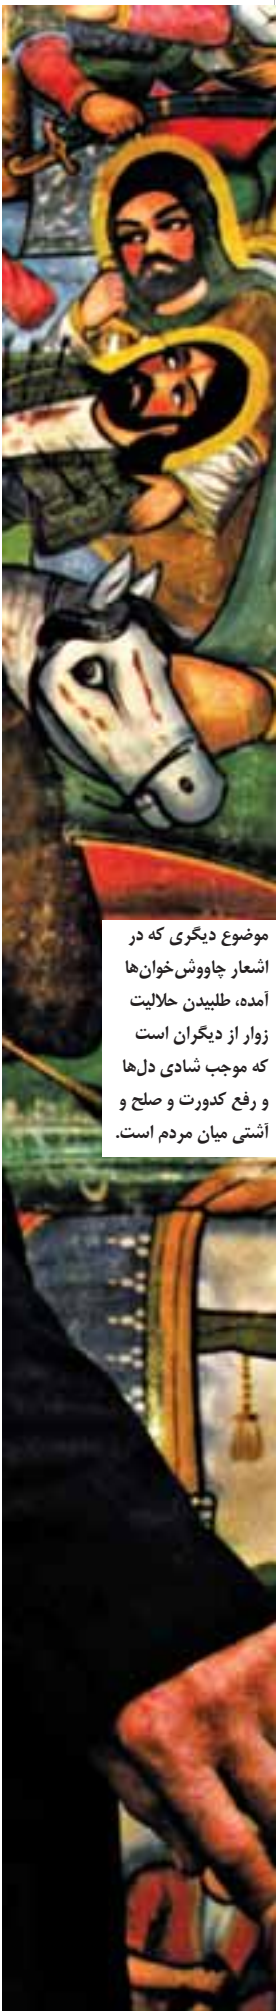 موضوع دیگری که در
اشعار چاووش‌خوان‌ها
آمده، طلبیدن حلالیت
زوار از دیگران است
که موجب شادی دل‌ها
و رفع کدورت و صلح و
آشتی میان مردم است.